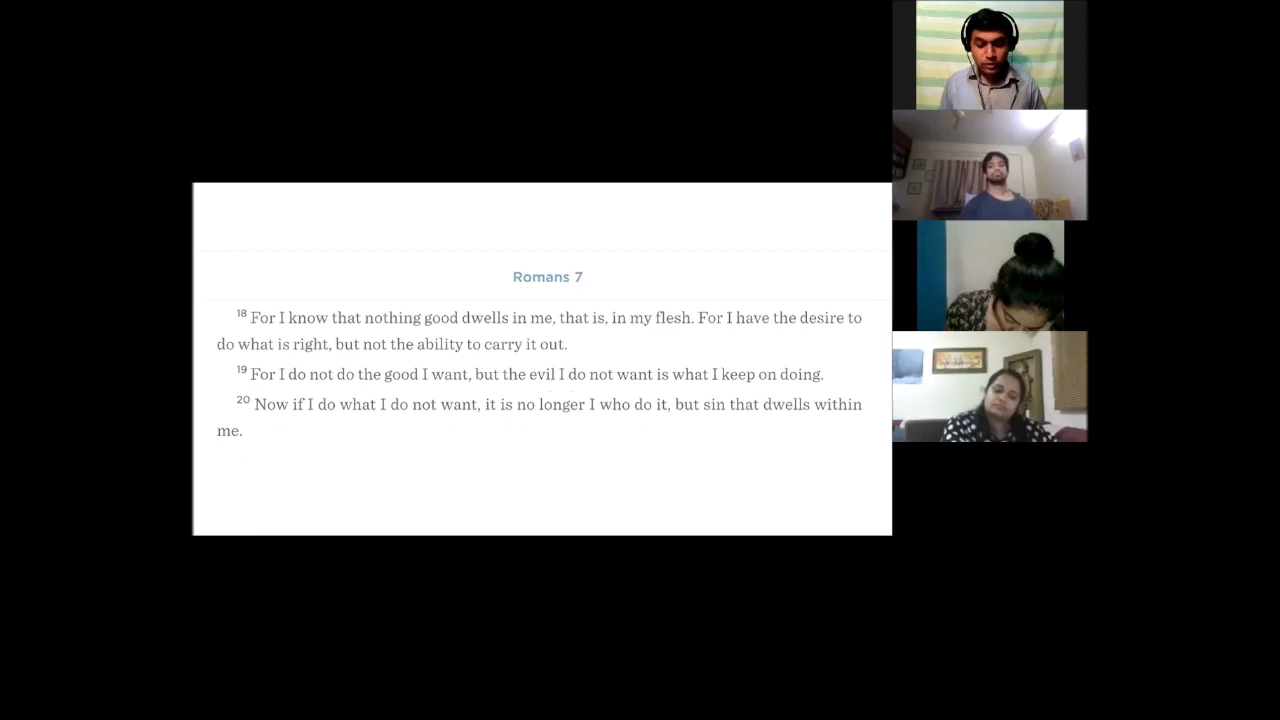 Romans 7
18 For I know that nothing good dwells in me, that is, in my flesh. For I have the desire to
do what is right, but not the ability to carry it out.
19 For I do not do the good I want, but the evil I do not want is what I keep on doing.
20 Now if I do what I do not want, it is no longer I who do it, but sin that dwells within
me.